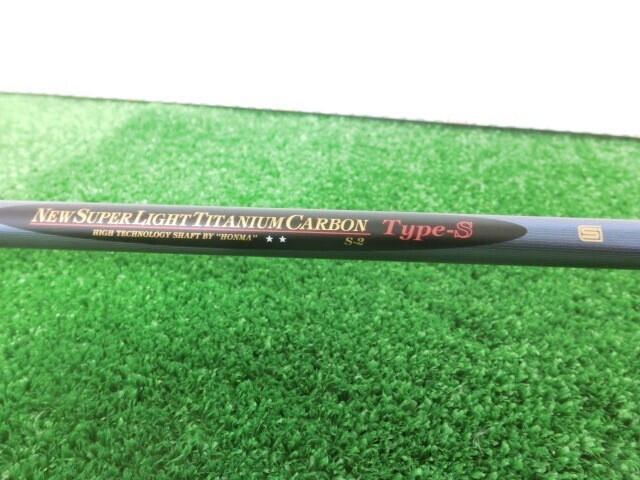 NEW SUPER LIGHT TITANIUM CARBON Type-S
HIGH TECHNOLOGY SHAFT BY "HONMA" ★★ S-2
S